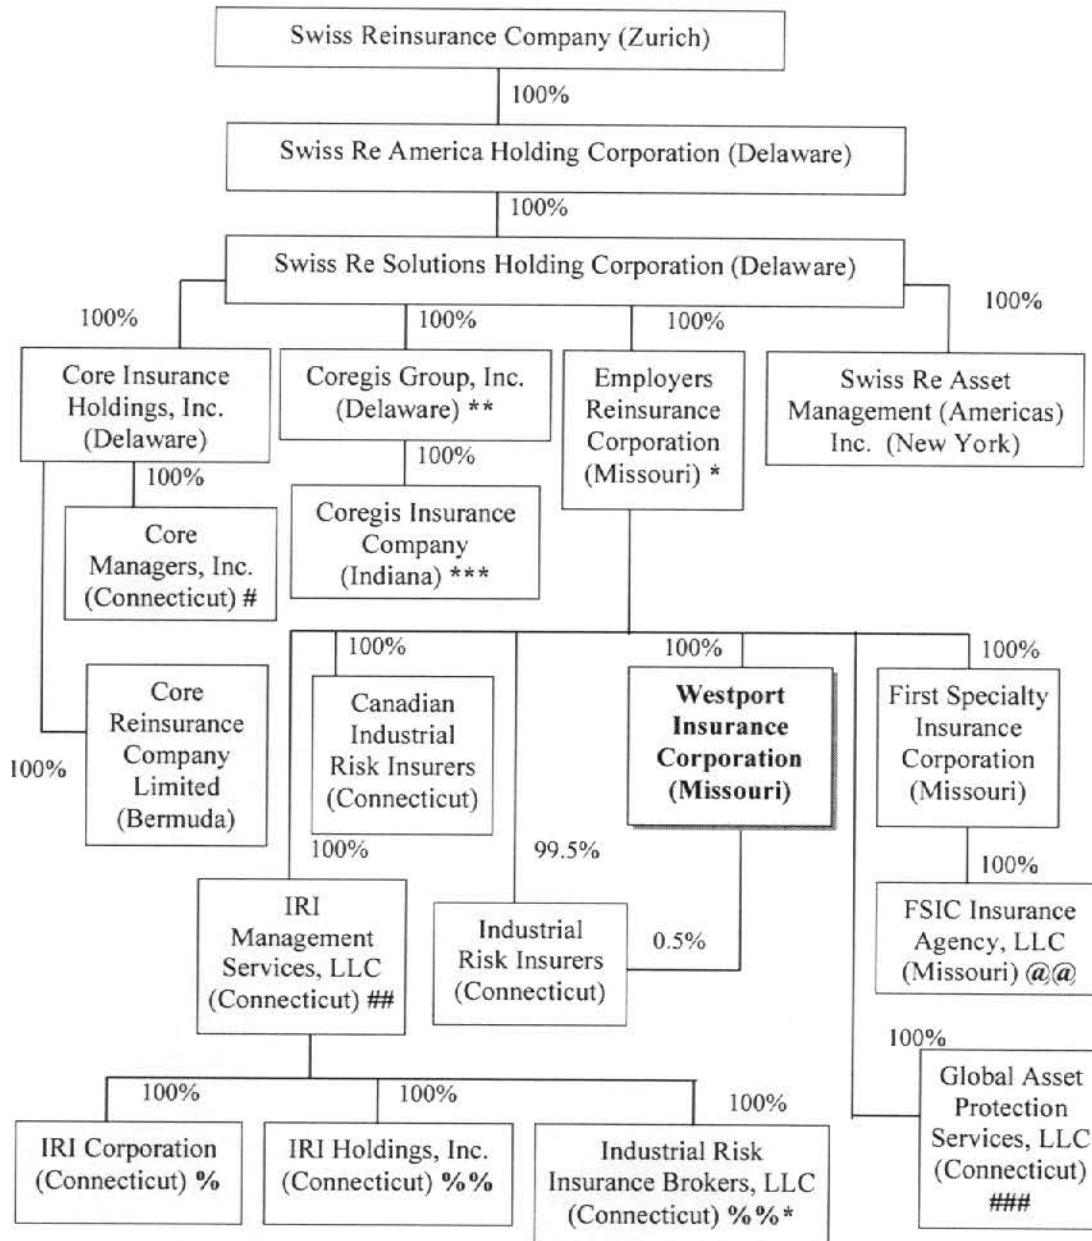 Swiss Reinsurance Company (Zurich)
100%
Swiss Re America Holding Corporation (Delaware)
100%
Swiss Re Solutions Holding Corporation (Delaware)
100%
100%
100%
100%
Core Insurance
Holdings, Inc.
(Delaware)
Coregis Group, Inc.
(Delaware) **
Employers
Reinsurance
Corporation
(Missouri) *
Swiss Re Asset
Management (Americas)
Inc. (New York)
100%
100%
Core
Managers, Inc.
(Connecticut) #
Coregis Insurance
Company
(Indiana) ***
100%
Core
Reinsurance
Company
Limited
(Bermuda)
100%
Canadian
Industrial
Risk Insurers
(Connecticut)
100%
Westport
Insurance
Corporation
(Missouri)
100%
First Specialty
Insurance
Corporation
(Missouri)
100%
IRI
Management
Services, LLC
(Connecticut) ##
99.5%
Industrial
Risk Insurers
(Connecticut)
0.5%
100%
FSIC Insurance
Agency, LLC
(Missouri) @@
100%
Global Asset
Protection
Services, LLC
(Connecticut)
###
100%
100%
100%
IRI Corporation
(Connecticut) %
IRI Holdings, Inc.
(Connecticut) %%
Industrial Risk
Insurance Brokers, LLC
(Connecticut) %%*